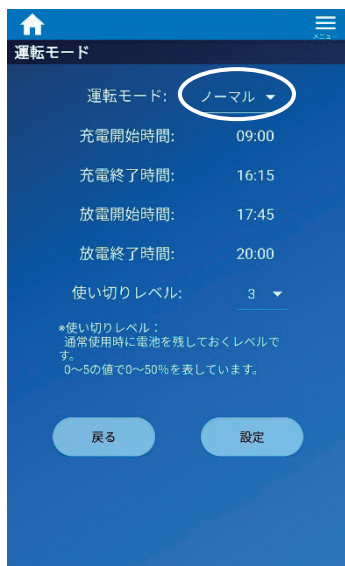 メニュー
運転モード
運転モード: ノーマル
充電開始時間: 09:00
充電終了時間: 16:15
放電開始時間: 17:45
放電終了時間: 20:00
使い切りレベル: 3
*使い切りレベル：
通常使用時に電池を残しておくレベルで
す。
0～5の値で0～50%を表しています。
戻る 設定